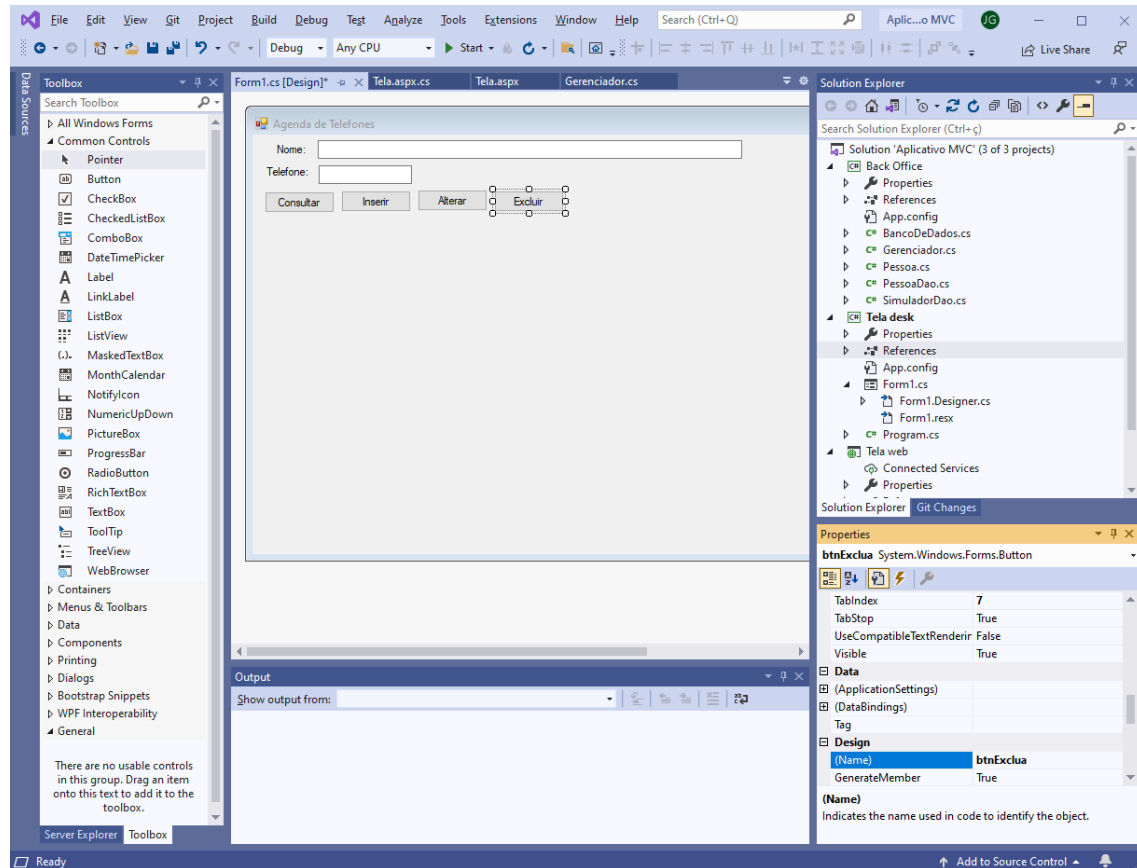 File Edit View Git Project Build Debug Test Analyze Tools Extensions Window Help Search (Ctrl+Q) Aplic...o MVC JG
Debug Any CPU Start Live Share
Data Sources
Toolbox
Search Toolbox
All Windows Forms
Common Controls
Pointer
Button
CheckBox
CheckedListBox
ComboBox
DateTimePicker
Label
LinkLabel
ListBox
ListView
MaskedTextBox
MonthCalendar
NotifyIcon
NumericUpDown
PictureBox
ProgressBar
RadioButton
RichTextBox
TextBox
ToolTip
TreeView
WebBrowser
Containers
Menus & Toolbars
Data
Components
Printing
Dialogs
Bootstrap Snippets
WPF Interoperability
General
There are no usable controls
in this group. Drag an item
onto this text to add it to the
toolbox.
Server Explorer Toolbox
Form1.cs [Design]* Tela.aspx.cs Tela.aspx Gerenciador.cs
Agenda de Telefones
Nome:
Telefone:
Consultar Inserir Alterar Excluir
Output
Show output from:
Solution Explorer
Search Solution Explorer (Ctrl+ç)
Solution 'Aplicativo MVC' (3 of 3 projects)
Back Office
Properties
References
App.config
C# BancoDeDados.cs
C# Gerenciador.cs
C# Pessoa.cs
C# PessoaDao.cs
C# SimuladorDao.cs
Tela desk
Properties
References
App.config
Form1.cs
Form1.Designer.cs
Form1.resx
C# Program.cs
Tela web
Connected Services
Properties
Solution Explorer Git Changes
Properties
btnExclua System.Windows.Forms.Button
TabIndex 7
TabStop True
UseCompatibleTextRenderin False
Visible True
Data
(ApplicationSettings)
(DataBindings)
Tag
Design
(Name) btnExclua
GenerateMember True
(Name)
Indicates the name used in code to identify the object.
Ready Add to Source Control